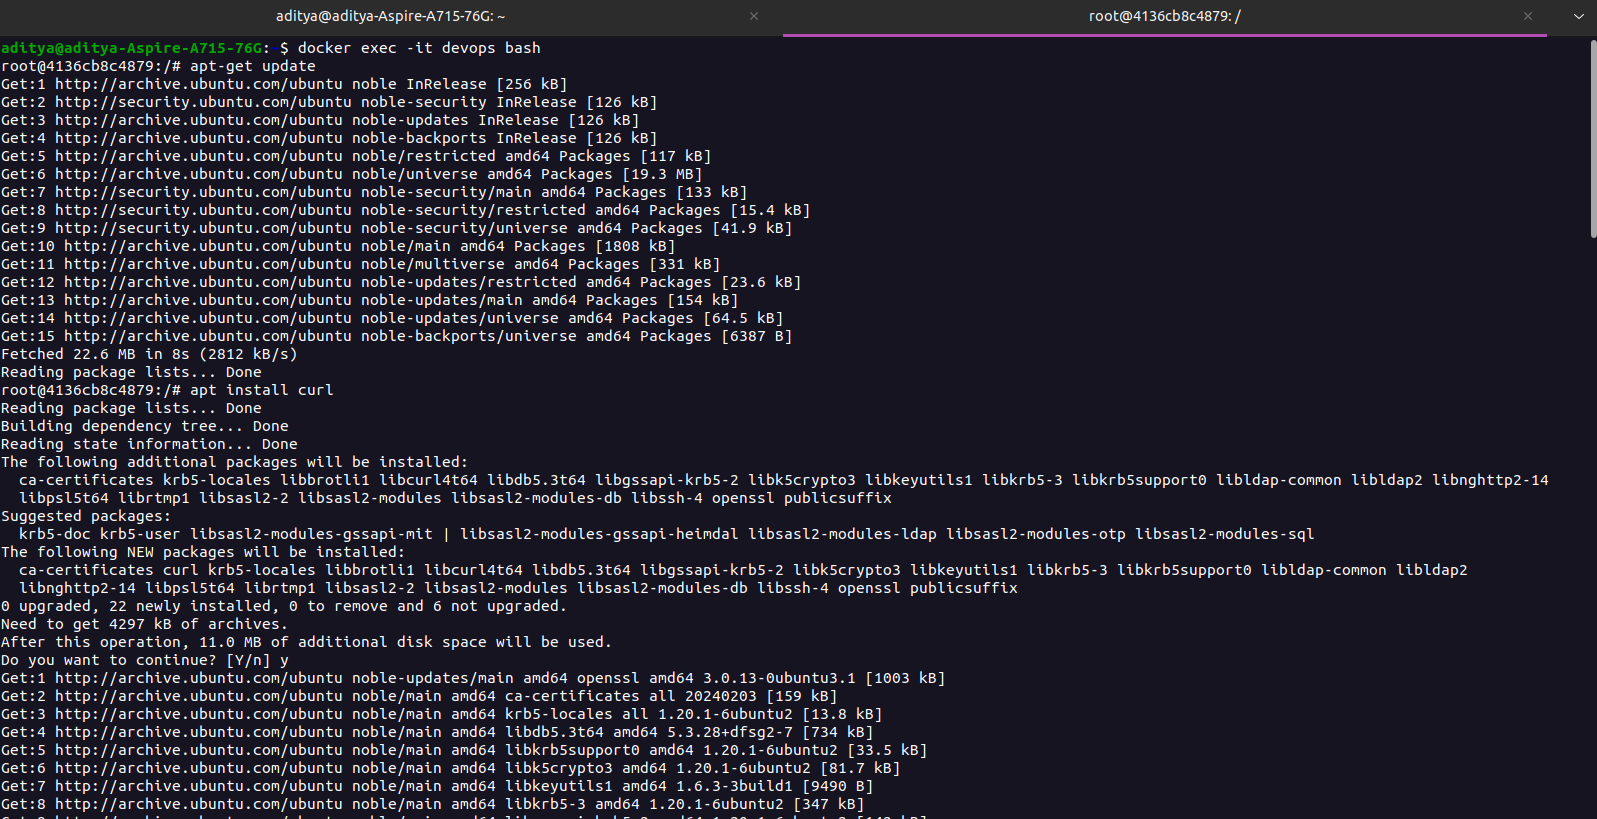 aditya@aditya-Aspire-A715-76G: ~
root@4136cb8c4879: /
aditya@aditya-Aspire-A715-76G:~$ docker exec -it devops bash
root@4136cb8c4879:/# apt-get update
Get:1 http://archive.ubuntu.com/ubuntu noble InRelease [256 kB]
Get:2 http://security.ubuntu.com/ubuntu noble-security InRelease [126 kB]
Get:3 http://archive.ubuntu.com/ubuntu noble-updates InRelease [126 kB]
Get:4 http://archive.ubuntu.com/ubuntu noble-backports InRelease [126 kB]
Get:5 http://archive.ubuntu.com/ubuntu noble/restricted amd64 Packages [117 kB]
Get:6 http://archive.ubuntu.com/ubuntu noble/universe amd64 Packages [19.3 MB]
Get:7 http://security.ubuntu.com/ubuntu noble-security/main amd64 Packages [133 kB]
Get:8 http://security.ubuntu.com/ubuntu noble-security/restricted amd64 Packages [15.4 kB]
Get:9 http://security.ubuntu.com/ubuntu noble-security/universe amd64 Packages [41.9 kB]
Get:10 http://archive.ubuntu.com/ubuntu noble/main amd64 Packages [1808 kB]
Get:11 http://archive.ubuntu.com/ubuntu noble/multiverse amd64 Packages [331 kB]
Get:12 http://archive.ubuntu.com/ubuntu noble-updates/restricted amd64 Packages [23.6 kB]
Get:13 http://archive.ubuntu.com/ubuntu noble-updates/main amd64 Packages [154 kB]
Get:14 http://archive.ubuntu.com/ubuntu noble-updates/universe amd64 Packages [64.5 kB]
Get:15 http://archive.ubuntu.com/ubuntu noble-backports/universe amd64 Packages [6387 B]
Fetched 22.6 MB in 8s (2812 kB/s)
Reading package lists... Done
root@4136cb8c4879:/# apt install curl
Reading package lists... Done
Building dependency tree... Done
Reading state information... Done
The following additional packages will be installed:
  ca-certificates krb5-locales libbrotli1 libcurl4t64 libdb5.3t64 libgssapi-krb5-2 libk5crypto3 libkeyutils1 libkrb5-3 libkrb5support0 libldap-common libldap2 libnghttp2-14
  libpsl5t64 librtmp1 libsasl2-2 libsasl2-modules libsasl2-modules-db libssh-4 openssl publicsuffix
Suggested packages:
  krb5-doc krb5-user libsasl2-modules-gssapi-mit | libsasl2-modules-gssapi-heimdal libsasl2-modules-ldap libsasl2-modules-otp libsasl2-modules-sql
The following NEW packages will be installed:
  ca-certificates curl krb5-locales libbrotli1 libcurl4t64 libdb5.3t64 libgssapi-krb5-2 libk5crypto3 libkeyutils1 libkrb5-3 libkrb5support0 libldap-common libldap2
  libnghttp2-14 libpsl5t64 librtmp1 libsasl2-2 libsasl2-modules libsasl2-modules-db libssh-4 openssl publicsuffix
0 upgraded, 22 newly installed, 0 to remove and 6 not upgraded.
Need to get 4297 kB of archives.
After this operation, 11.0 MB of additional disk space will be used.
Do you want to continue? [Y/n] y
Get:1 http://archive.ubuntu.com/ubuntu noble-updates/main amd64 openssl amd64 3.0.13-0ubuntu3.1 [1003 kB]
Get:2 http://archive.ubuntu.com/ubuntu noble/main amd64 ca-certificates all 20240203 [159 kB]
Get:3 http://archive.ubuntu.com/ubuntu noble/main amd64 krb5-locales all 1.20.1-6ubuntu2 [13.8 kB]
Get:4 http://archive.ubuntu.com/ubuntu noble/main amd64 libdb5.3t64 amd64 5.3.28+dfsg2-7 [734 kB]
Get:5 http://archive.ubuntu.com/ubuntu noble/main amd64 libkrb5support0 amd64 1.20.1-6ubuntu2 [33.5 kB]
Get:6 http://archive.ubuntu.com/ubuntu noble/main amd64 libk5crypto3 amd64 1.20.1-6ubuntu2 [81.7 kB]
Get:7 http://archive.ubuntu.com/ubuntu noble/main amd64 libkeyutils1 amd64 1.6.3-3build1 [9490 B]
Get:8 http://archive.ubuntu.com/ubuntu noble/main amd64 libkrb5-3 amd64 1.20.1-6ubuntu2 [347 kB]